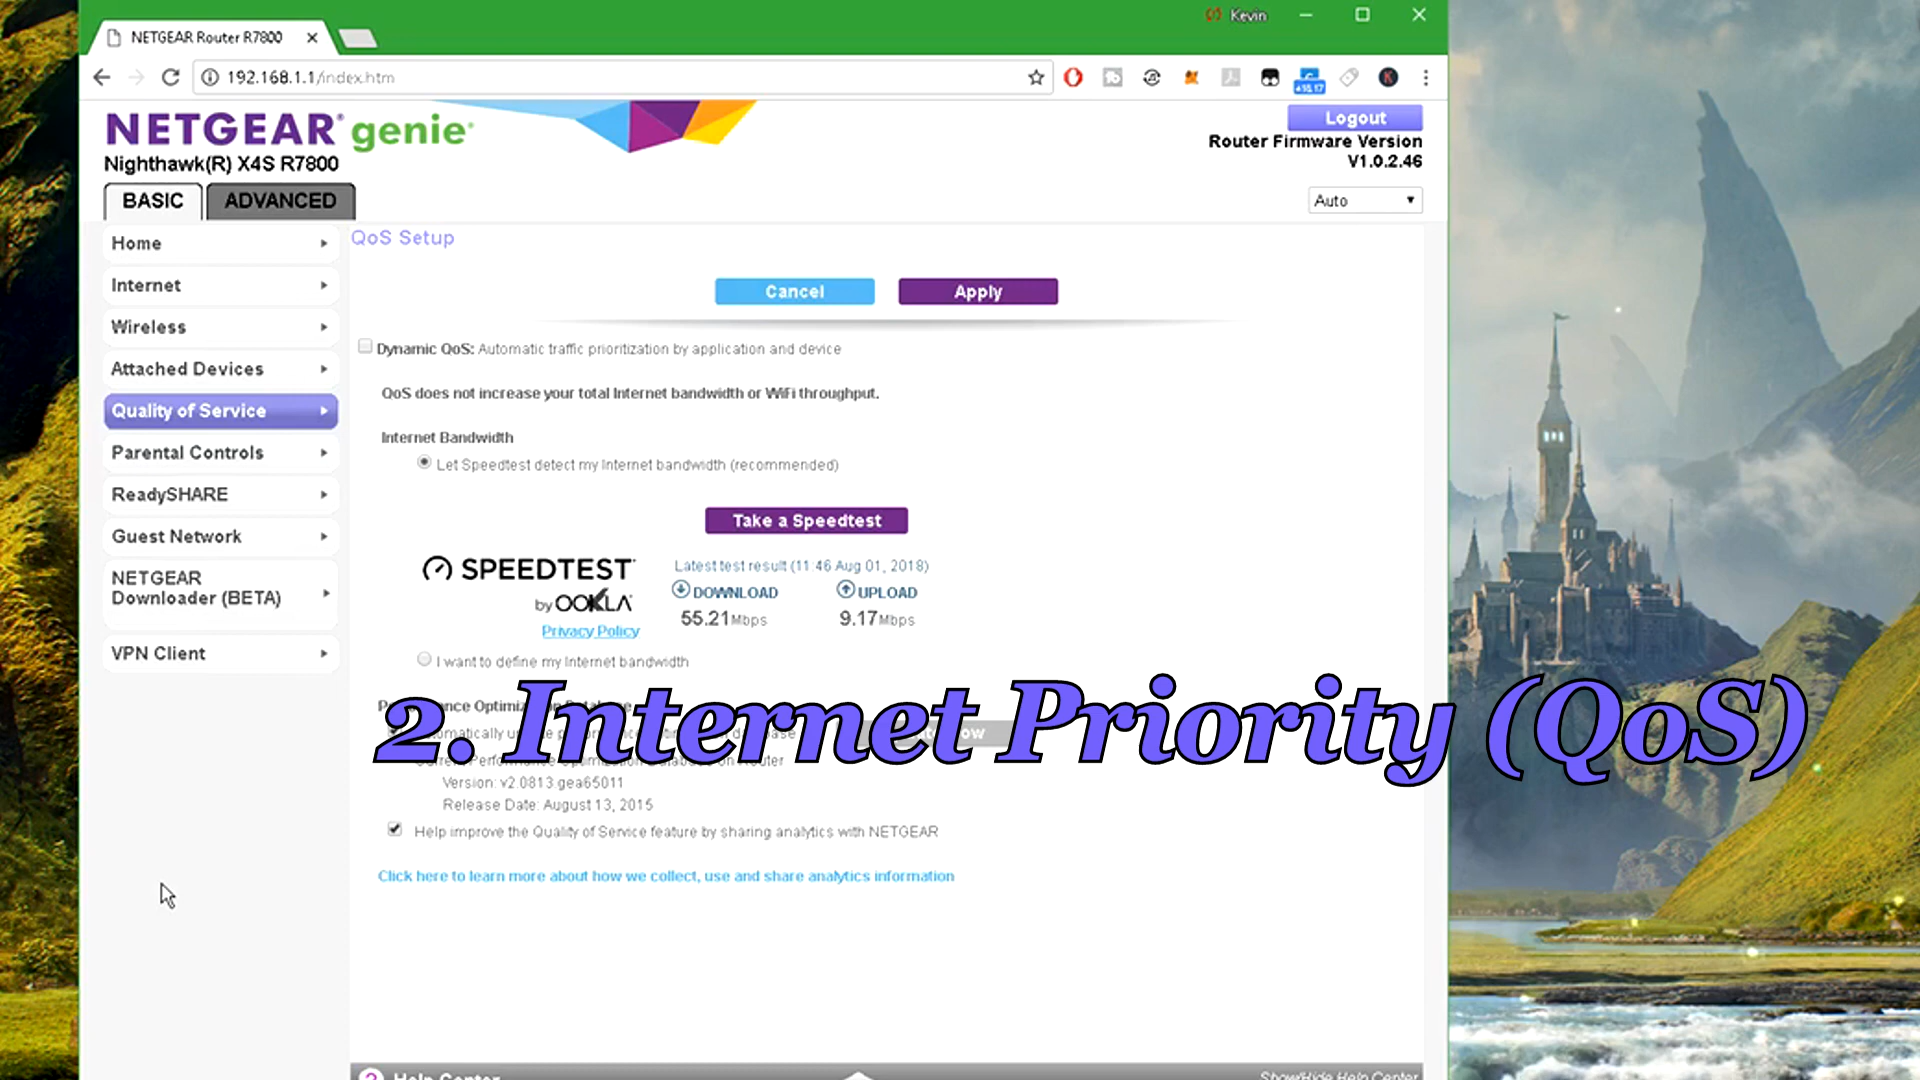 Kevin
NETGEAR Router R7800
192.168.1.1/index.htm
NETGEAR genie
Nighthawk(R) X4S R7800
Logout
Router Firmware Version
V1.0.2.46
BASIC ADVANCED
Auto
Home
Internet
Wireless
Attached Devices
Quality of Service
Parental Controls
ReadySHARE
Guest Network
NETGEAR
Downloader (BETA)
VPN Client
QoS Setup
Cancel Apply
Dynamic QoS: Automatic traffic prioritization by application and device
QoS does not increase your total Internet bandwidth or WiFi throughput.
Internet Bandwidth
Let Speedtest detect my Internet bandwidth (recommended)
Take a Speedtest
SPEEDTEST
by OOKLA
Privacy Policy
Latest test result (11:46 Aug 01, 2018)
DOWNLOAD UPLOAD
55.21Mbps 9.17Mbps
I want to define my Internet bandwidth
2. Internet Priority (QoS)
Version: v2.0813.gea65011
Release Date: August 13, 2015
Help improve the Quality of Service feature by sharing analytics with NETGEAR
Click here to learn more about how we collect, use and share analytics information
Help Center
Show/Hide Help Center